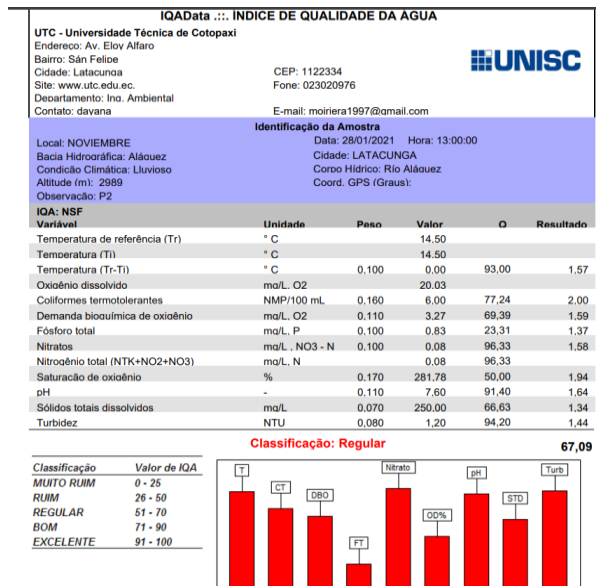 IQAData .::. ÍNDICE DE QUALIDADE DA ÁGUA
UTC - Universidade Técnica de Cotopaxi
Endereço: Av. Eloy Alfaro
Bairro: Sán Felipe
Cidade: Latacunga CEP: 1122334
Site: www.utc.edu.ec. Fone: 023020976
Departamento: Ing. Ambiental
Contato: dayana E-mail: moiriera1997@gmail.com
UNISC
Identificação da Amostra
Local: NOVIEMBRE Data: 28/01/2021 Hora: 13:00:00
Bacia Hidrográfica: Aláquez Cidade: LATACUNGA
Condição Climática: Lluvioso Corpo Hídrico: Río Aláquez
Altitude (m): 2989 Coord. GPS (Graus):
Observação: P2
IQA: NSF
Variável Unidade Peso Valor Q Resultado
Temperatura de referência (Tr) ° C 14.50
Temperatura (Ti) ° C 14.50
Temperatura (Tr-Ti) ° C 0,100 0,00 93,00 1,57
Oxigênio dissolvido mg/L. O2 20.03
Coliformes termotolerantes NMP/100 mL 0,160 6,00 77,24 2,00
Demanda bioquímica de oxigênio mg/L. O2 0,110 3,27 69,39 1,59
Fósforo total mg/L. P 0,100 0,83 23,31 1,37
Nitratos mg/L . NO3 - N 0,100 0,08 96,33 1,58
Nitrogênio total (NTK+NO2+NO3) mg/L. N 0,08 96,33
Saturação de oxigênio % 0,170 281,78 50,00 1,94
pH - 0,110 7,60 91,40 1,64
Sólidos totais dissolvidos mg/L 0,070 250,00 66,63 1,34
Turbidez NTU 0,080 1,20 94,20 1,44
Classificação: Regular 67,09
Classificação Valor de IQA
MUITO RUIM 0 - 25
RUIM 26 - 50
REGULAR 51 - 70
BOM 71 - 90
EXCELENTE 91 - 100
T
CT
DBO
FT
Nitrato
OD%
pH
STD
Turb